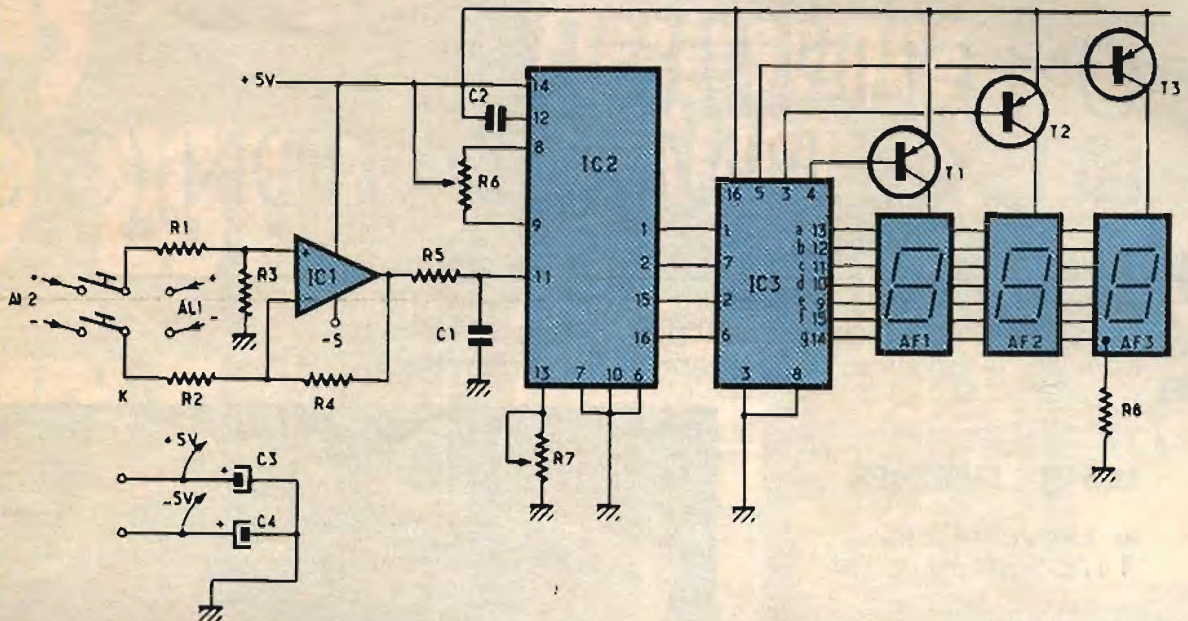 + 5V
C2
14
12
8
9
11
R6
IC2
1
2
15
16
13
7
10
6
R7
16
5
3
4
1
7
2
6
IC3
a 13
b 12
c 11
d 10
e 9
f 15
g 14
3
8
T1
T2
T3
AF1
AF2
AF3
R8
R1
R3
+
-
IC1
-5
R5
C1
+
AL2
-
+
AL1
-
K
R2
R4
+ 5V
+
C3
-5V
+
C4